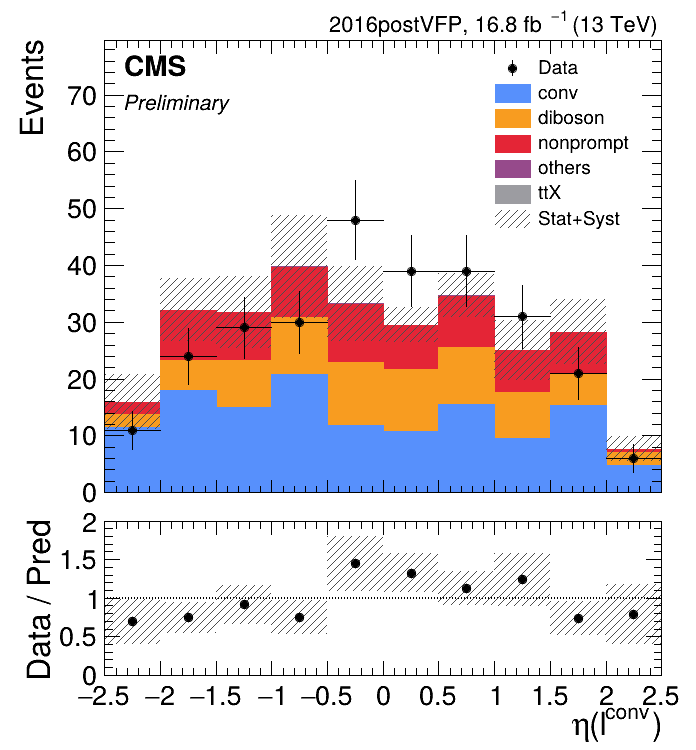 2016postVFP, 16.8 fb⁻¹ (13 TeV)
Events
CMS
Preliminary
Data
conv
diboson
nonprompt
others
ttX
Stat+Syst
70
60
50
40
30
20
10
0
Data / Pred
2
1.5
1
0.5
0
−2.5 −2 −1.5 −1 −0.5 0 0.5 1 1.5 2 2.5
η(l^conv)